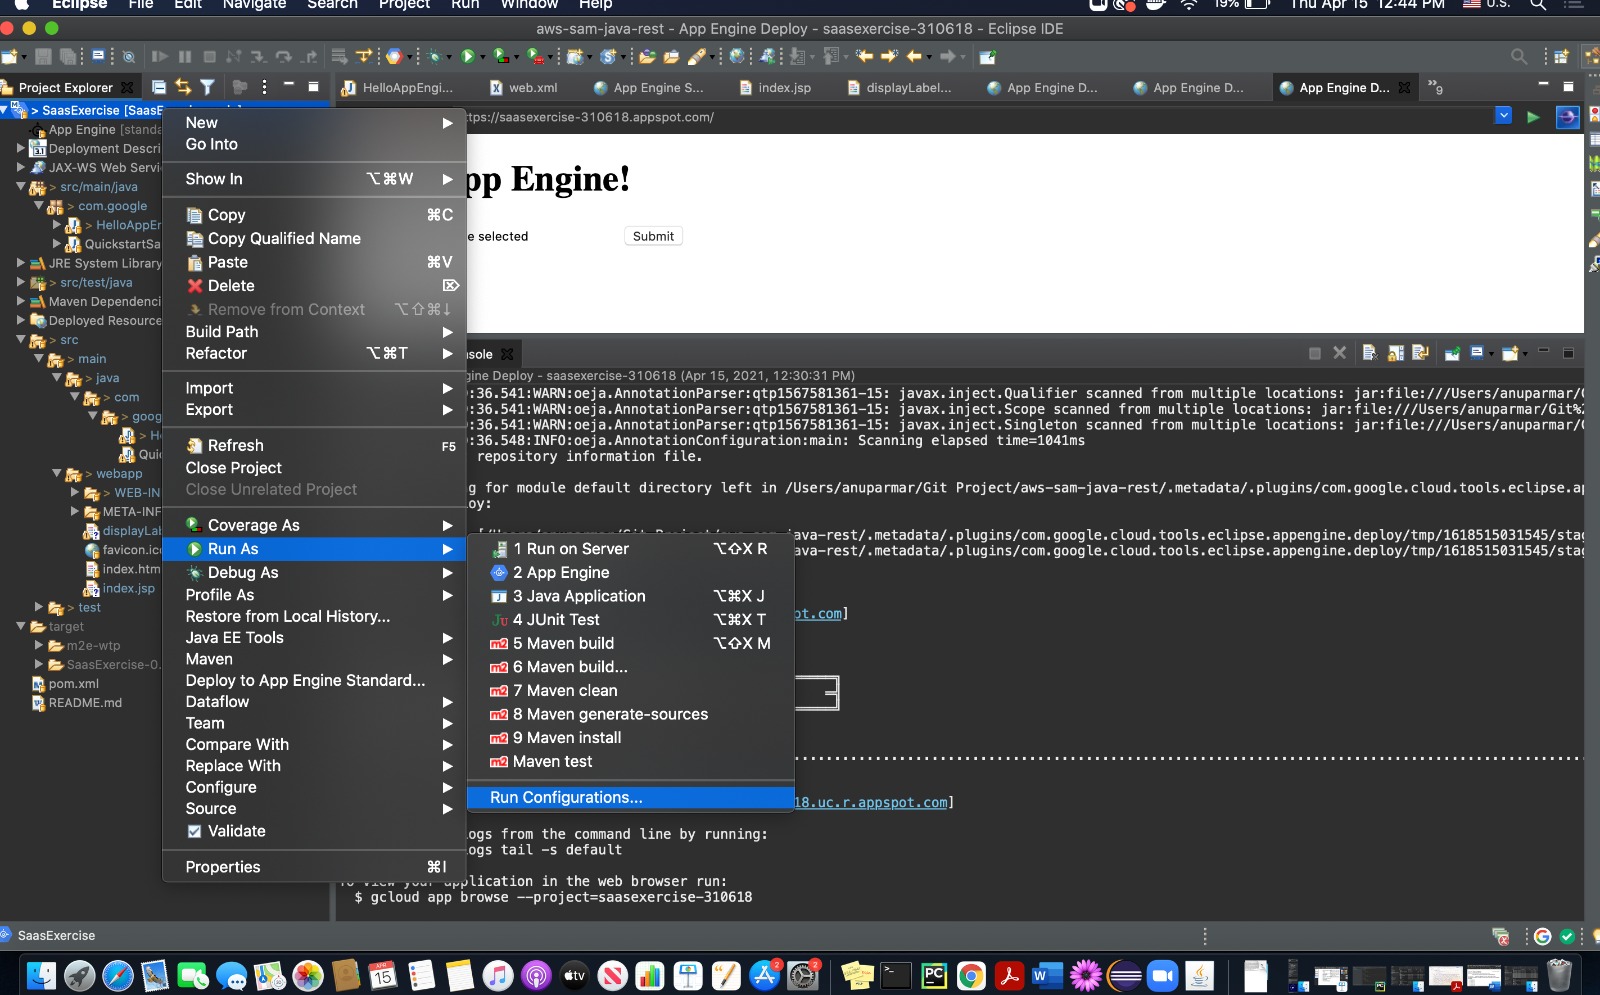 Eclipse File Edit Navigate Search Project Run Window Help
19% Thu Apr 15 12:44 PM U.S.
aws-sam-java-rest - App Engine Deploy - saasexercise-310618 - Eclipse IDE
Project Explorer
HelloAppEngi... web.xml App Engine S... index.jsp displayLabel... App Engine D... App Engine D... App Engine D... »9
> SaasExercise [SaasE
App Engine [standa
Deployment Descri
JAX-WS Web Servi
> src/main/java
> com.google
> HelloAppEn
QuickstartSa
JRE System Library
> src/test/java
Maven Dependenci
Deployed Resource
> src
> main
> java
> com
> goog
> He
Quic
> webapp
> WEB-IN
META-INF
displayLab
favicon.ico
index.htm
index.jsp
> test
target
m2e-wtp
SaasExercise-0.
pom.xml
README.md
New
Go Into
Show In ⌥⌘W
Copy ⌘C
Copy Qualified Name
Paste ⌘V
Delete ⌦
Remove from Context ⌥⇧⌘↓
Build Path
Refactor ⌥⌘T
Import
Export
Refresh F5
Close Project
Close Unrelated Project
Coverage As
Run As
Debug As
Profile As
Restore from Local History...
Java EE Tools
Maven
Deploy to App Engine Standard...
Dataflow
Team
Compare With
Replace With
Configure
Source
Validate
Properties ⌘I
1 Run on Server ⌥⇧X R
2 App Engine
3 Java Application ⌥⌘X J
4 JUnit Test ⌥⌘X T
5 Maven build ⌥⇧X M
6 Maven build...
7 Maven clean
8 Maven generate-sources
9 Maven install
Maven test
Run Configurations...
tps://saasexercise-310618.appspot.com/
pp Engine!
e selected Submit
sole
gine Deploy - saasexercise-310618 (Apr 15, 2021, 12:30:31 PM)
:36.541:WARN:oeja.AnnotationParser:qtp1567581361-15: javax.inject.Qualifier scanned from multiple locations: jar:file:///Users/anuparmar/G
:36.541:WARN:oeja.AnnotationParser:qtp1567581361-15: javax.inject.Scope scanned from multiple locations: jar:file:///Users/anuparmar/Git%
:36.541:WARN:oeja.AnnotationParser:qtp1567581361-15: javax.inject.Singleton scanned from multiple locations: jar:file:///Users/anuparmar/
:36.548:INFO:oeja.AnnotationConfiguration:main: Scanning elapsed time=1041ms
repository information file.
g for module default directory left in /Users/anuparmar/Git Project/aws-sam-java-rest/.metadata/.plugins/com.google.cloud.tools.eclipse.a
oy:
java-rest/.metadata/.plugins/com.google.cloud.tools.eclipse.appengine.deploy/tmp/1618515031545/sta
ava-rest/.metadata/.plugins/com.google.cloud.tools.eclipse.appengine.deploy/tmp/1618515031545/sta
ot.com]
18.uc.r.appspot.com]
ogs from the command line by running:
ogs tail -s default
To view your application in the web browser run:
$ gcloud app browse --project=saasexercise-310618
SaasExercise
APR 15 tv 2 2 PC W